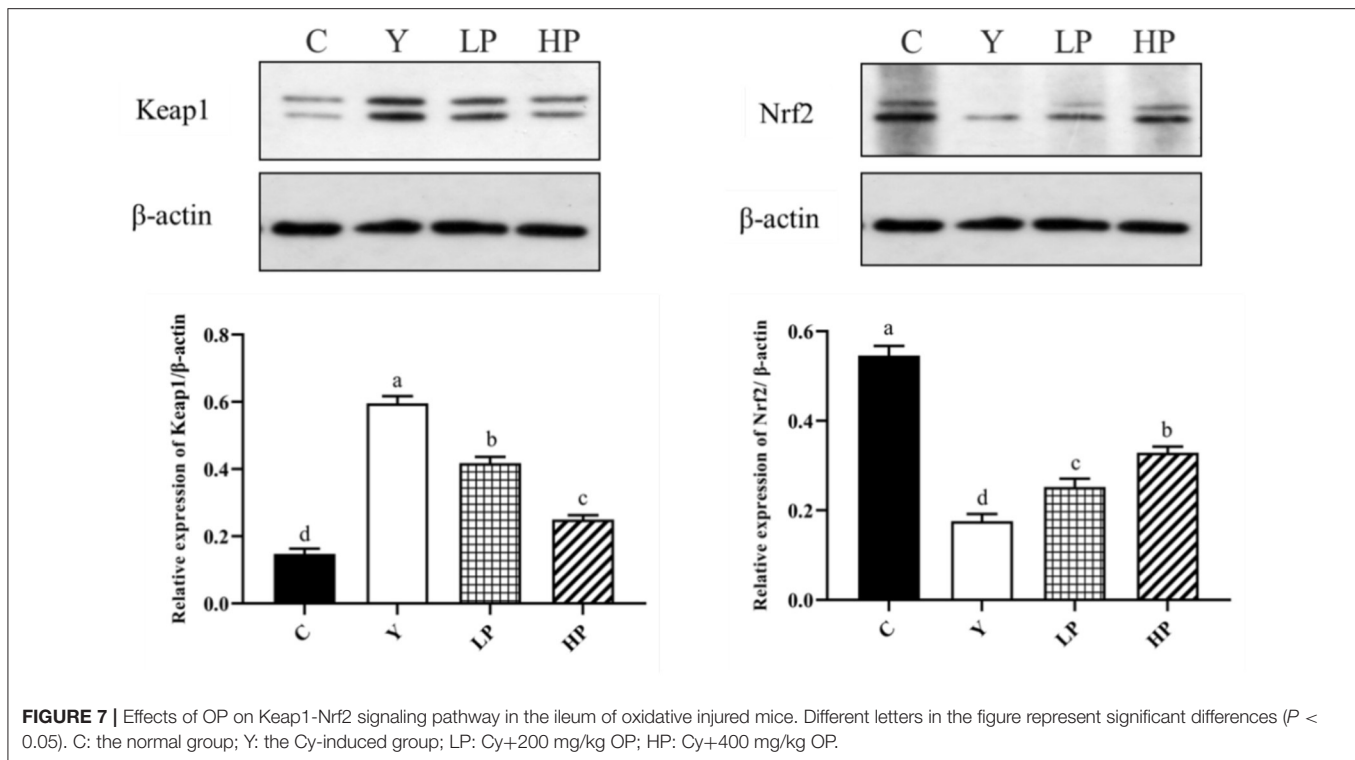 C Y LP HP
Keap1
β-actin
C Y LP HP
Nrf2
β-actin
Relative expression of Keap1/β-actin
0.8
0.6
0.4
0.2
0.0
d
a
b
c
C
Y
LP
HP
Relative expression of Nrf2/ β-actin
0.6
0.4
0.2
0.0
a
d
c
b
C
Y
LP
HP
FIGURE 7 | Effects of OP on Keap1-Nrf2 signaling pathway in the ileum of oxidative injured mice. Different letters in the figure represent significant differences (P <
0.05). C: the normal group; Y: the Cy-induced group; LP: Cy+200 mg/kg OP; HP: Cy+400 mg/kg OP.